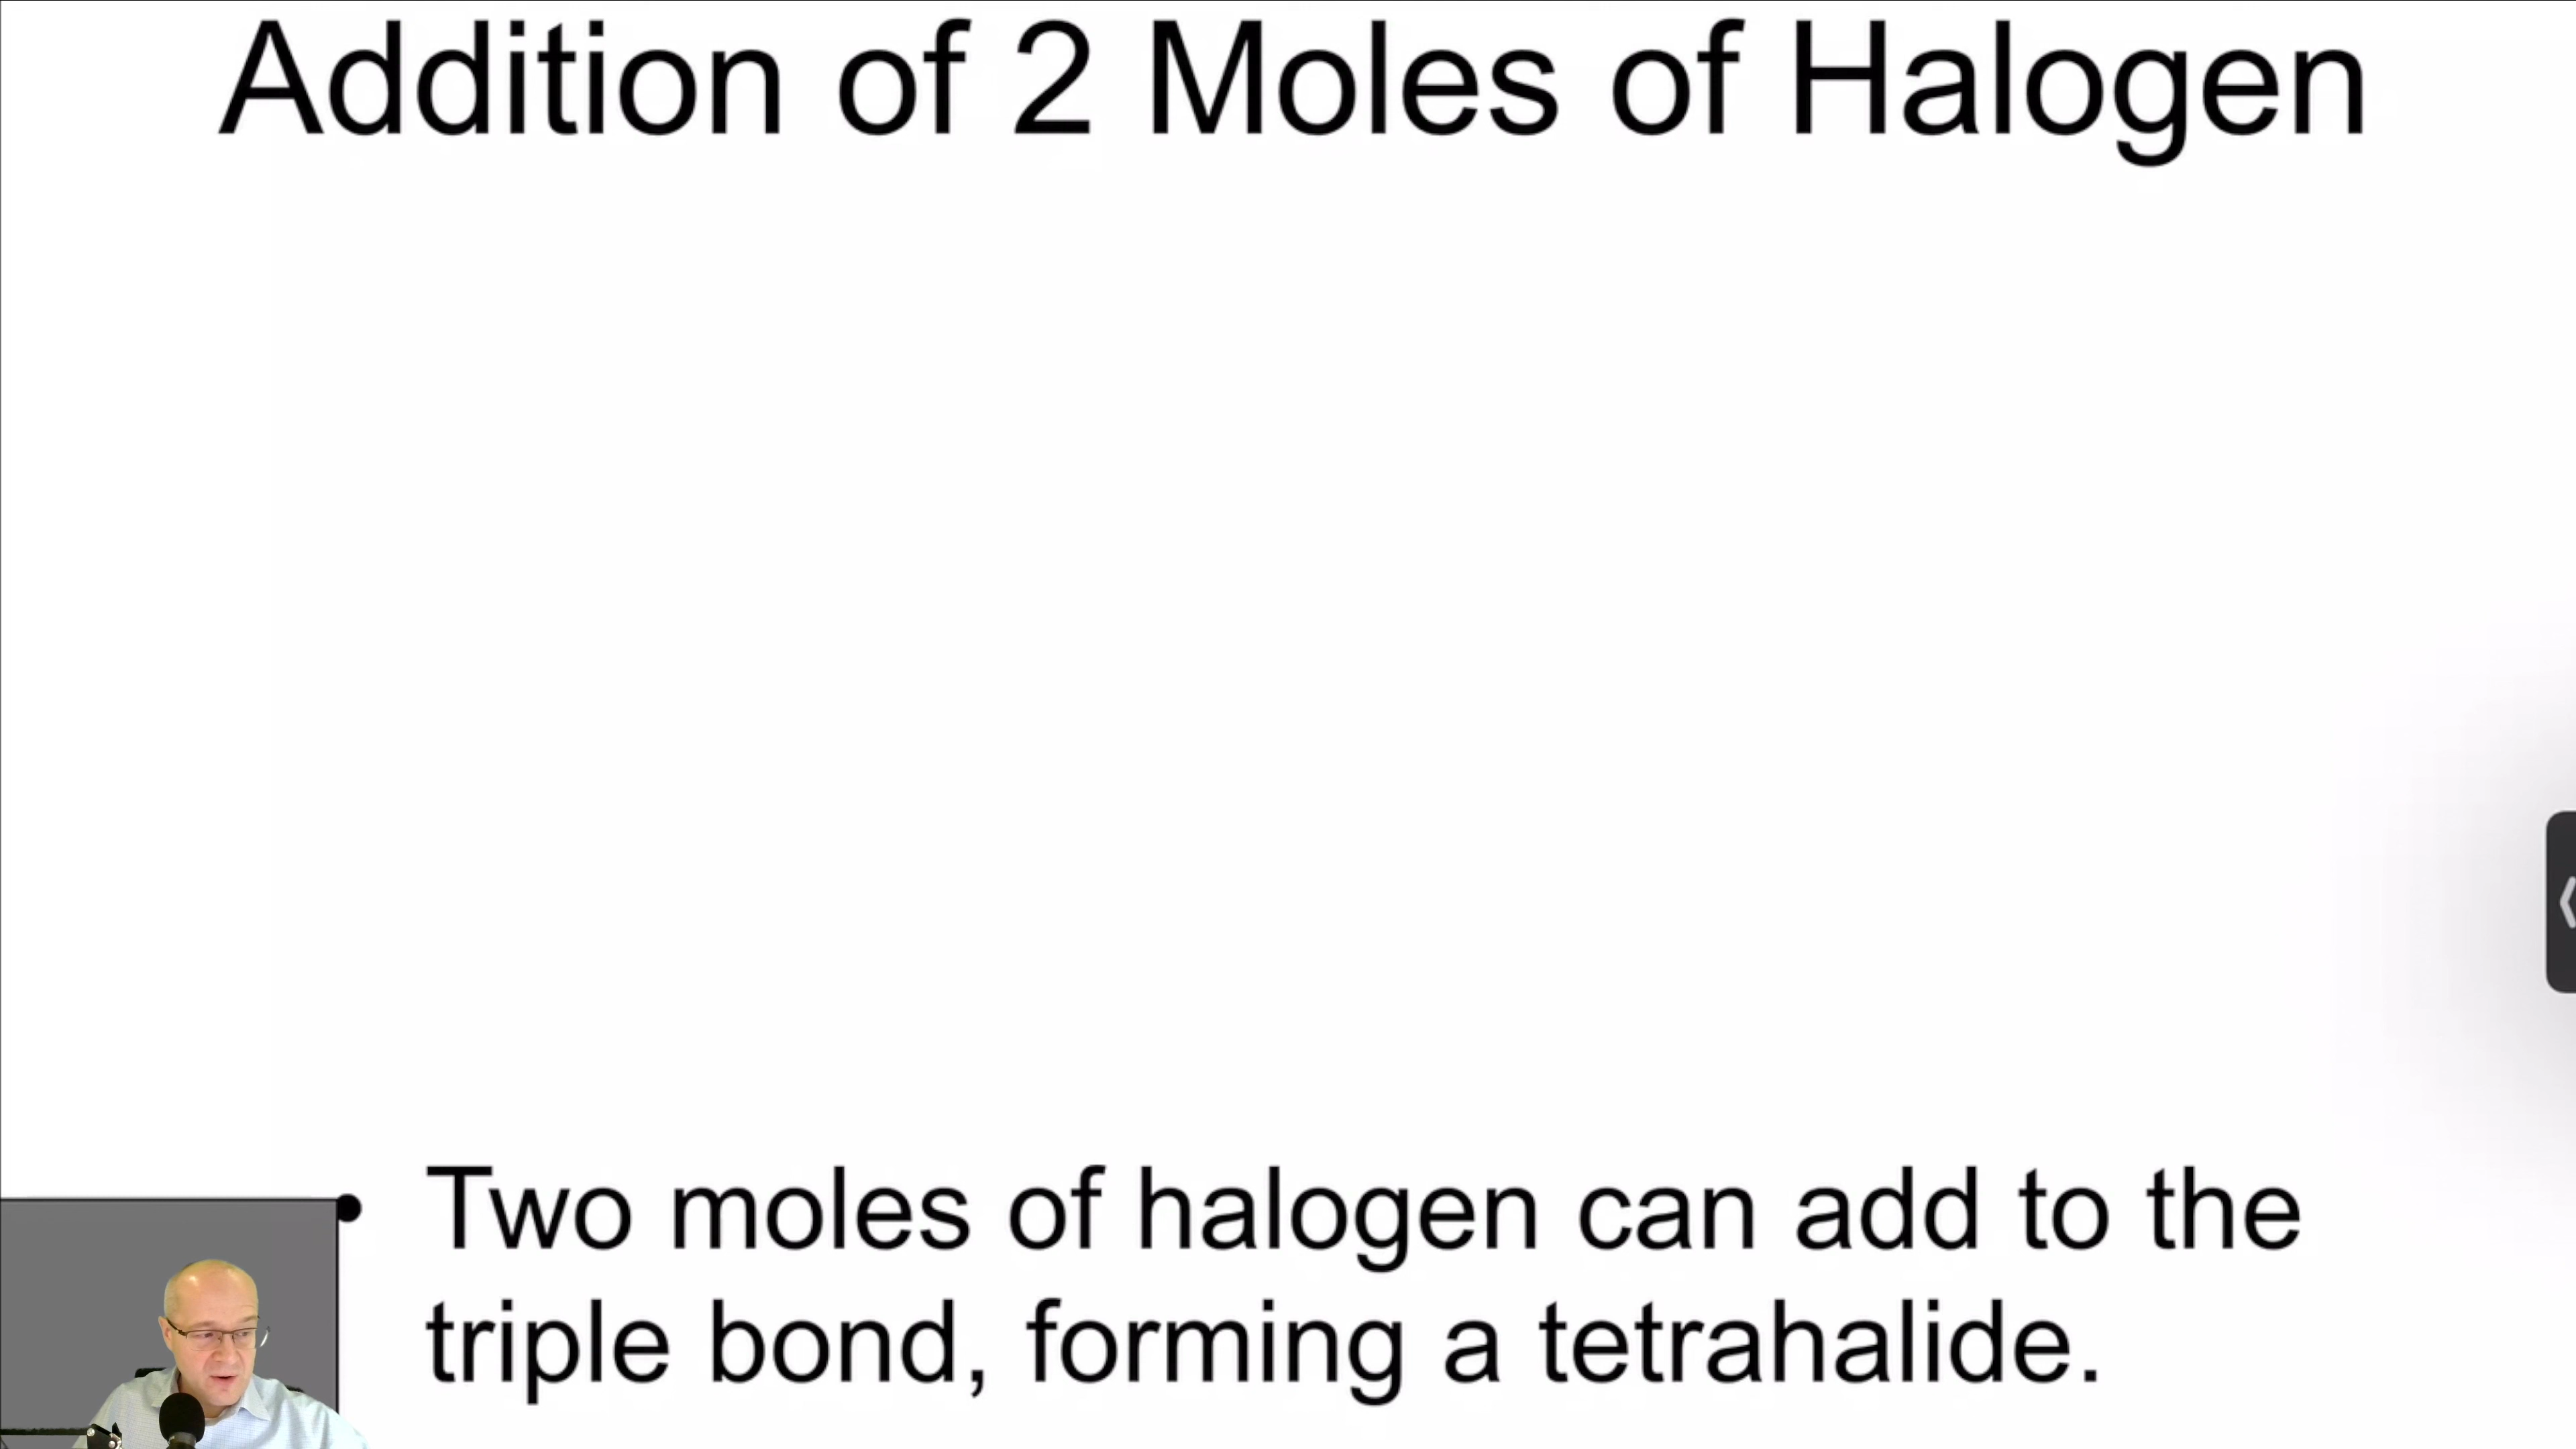 Addition of 2 Moles of Halogen
• Two moles of halogen can add to the
triple bond, forming a tetrahalide.